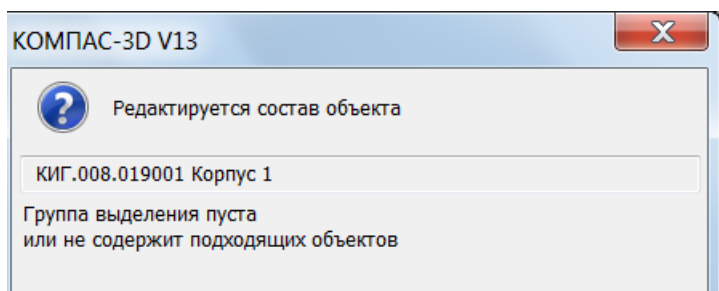 КОМПАС-3D V13
Редактируется состав объекта
КИГ.008.019001 Корпус 1
Группа выделения пуста
или не содержит подходящих объектов